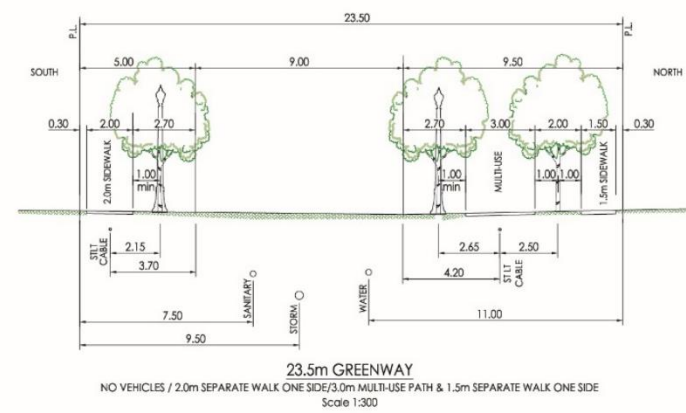 23.50
P.L.
P.L.
5.00
9.00
9.50
SOUTH
NORTH
0.30
2.00
2.70
2.70
3.00
2.00
1.50
0.30
2.0m SIDEWALK
1.00
min
1.00
min
MULTI-USE
1.00
1.00
1.5m SIDEWALK
ST LT
CABLE
2.15
3.70
2.65
2.50
4.20
ST LT
CABLE
SANITARY
STORM
WATER
7.50
11.00
9.50
23.5m GREENWAY
NO VEHICLES / 2.0m SEPARATE WALK ONE SIDE/3.0m MULTI-USE PATH & 1.5m SEPARATE WALK ONE SIDE
Scale 1:300